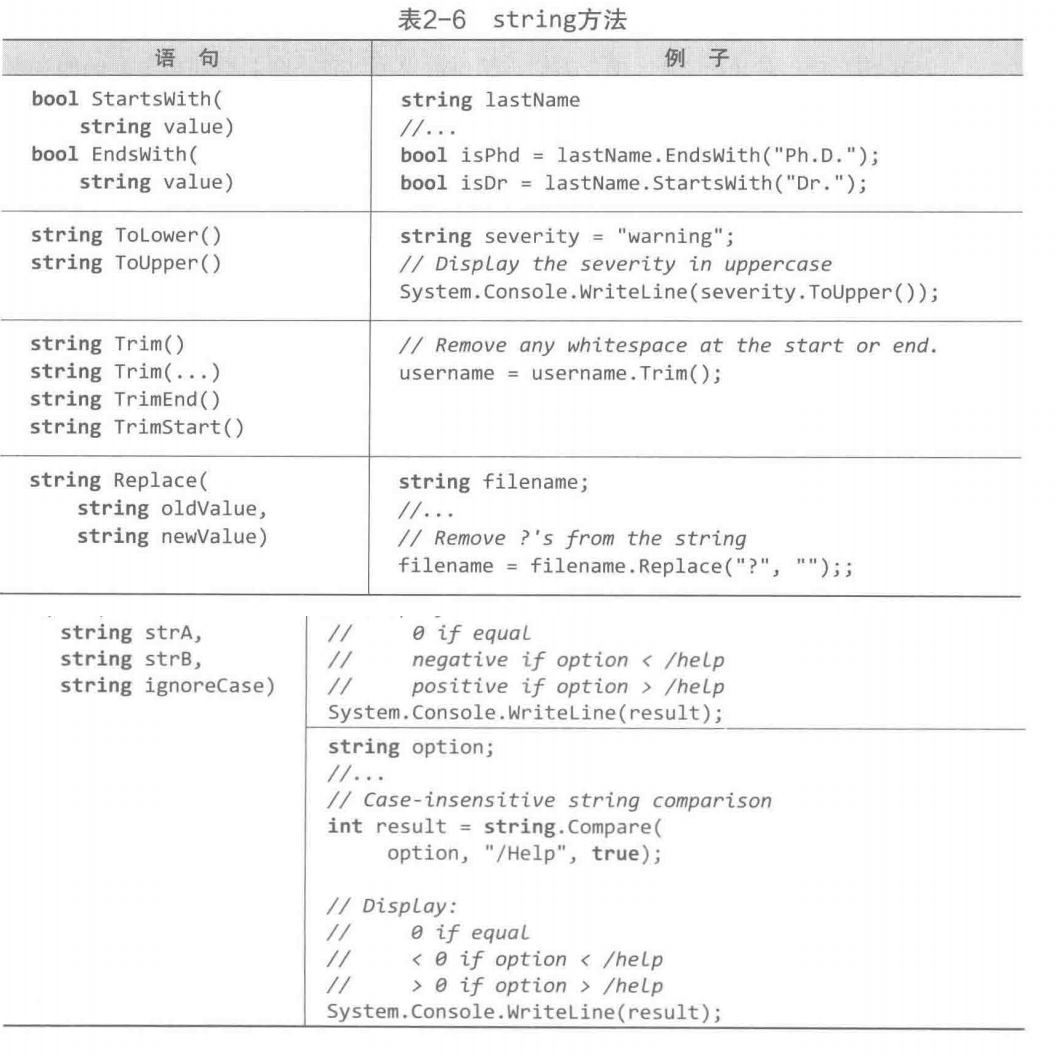 表2-6 string方法
语 句
例 子
bool StartsWith(
string value)
bool EndsWith(
string value)
string lastName
//...
bool isPhd = lastName.EndsWith("Ph.D.");
bool isDr = lastName.StartsWith("Dr.");
string ToLower()
string ToUpper()
string severity = "warning";
// Display the severity in uppercase
System.Console.WriteLine(severity.ToUpper());
string Trim()
string Trim(...)
string TrimEnd()
string TrimStart()
// Remove any whitespace at the start or end.
username = username.Trim();
string Replace(
string oldValue,
string newValue)
string filename;
//...
// Remove ?'s from the string
filename = filename.Replace("?", "");;
string strA,
string strB,
string ignoreCase)
// 0 if equal
// negative if option < /help
// positive if option > /help
System.Console.WriteLine(result);
string option;
//...
// Case-insensitive string comparison
int result = string.Compare(
option, "/Help", true);
// Display:
// 0 if equal
// < 0 if option < /help
// > 0 if option > /help
System.Console.WriteLine(result);